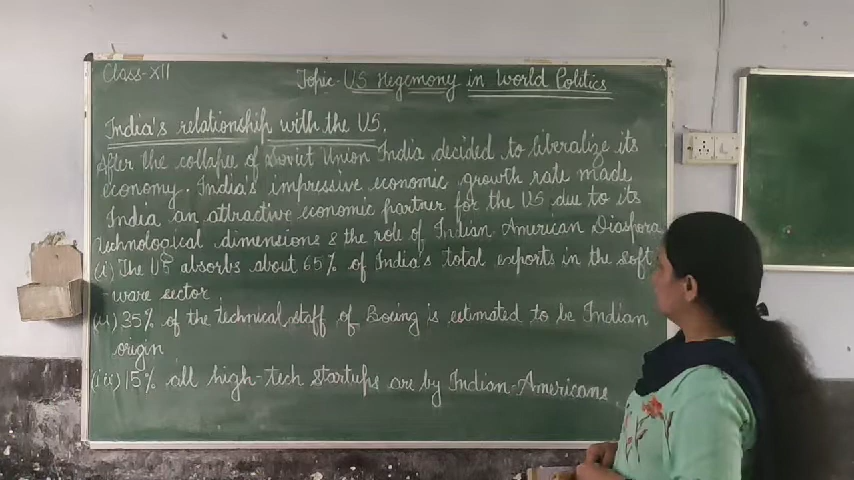 Class-XII
Topic- US Hegemony in World Politics
India's relationship with the US.
After the collapse of Soviet Union India decided to liberalize its
economy. India's impressive economic growth rate made
India an attractive economic partner for the US due to its
technological dimensions & the role of Indian American Diaspora
(i) The US absorbs about 65% of India's total exports in the soft
ware sector.
(ii) 35% of the technical staff of Boeing is estimated to be Indian
origin
(iii) 15% all high-tech startups are by Indian-Americans.